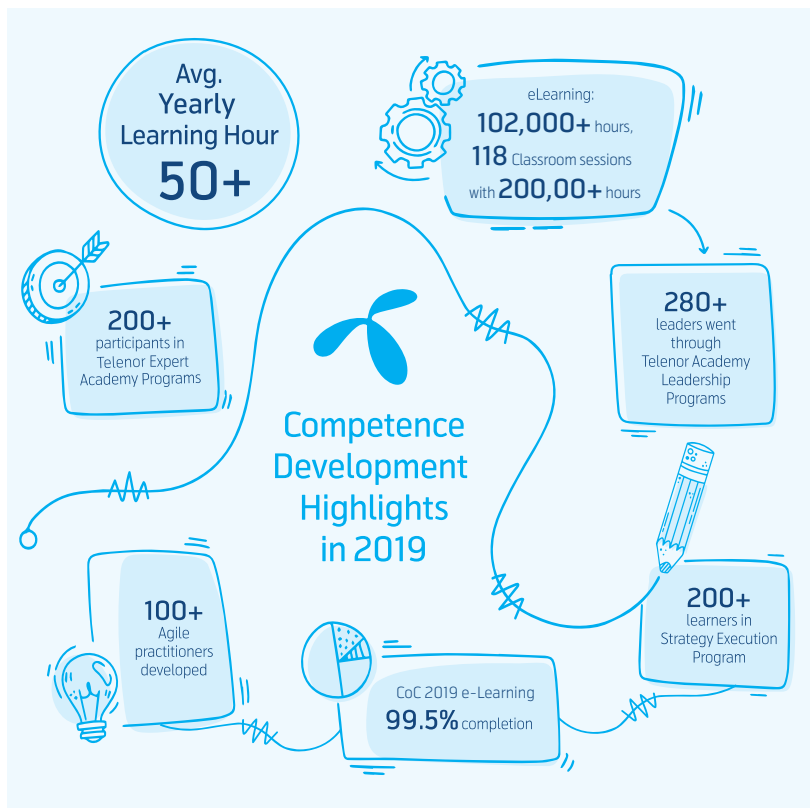 Avg.
Yearly
Learning Hour
50+
eLearning:
102,000+ hours,
118 Classroom sessions
with 200,00+ hours
200+
participants in
Telenor Expert
Academy Programs
280+
leaders went
through
Telenor Academy
Leadership
Programs
Competence
Development
Highlights
in 2019
100+
Agile
practitioners
developed
CoC 2019 e-Learning
99.5% completion
200+
learners in
Strategy Execution
Program